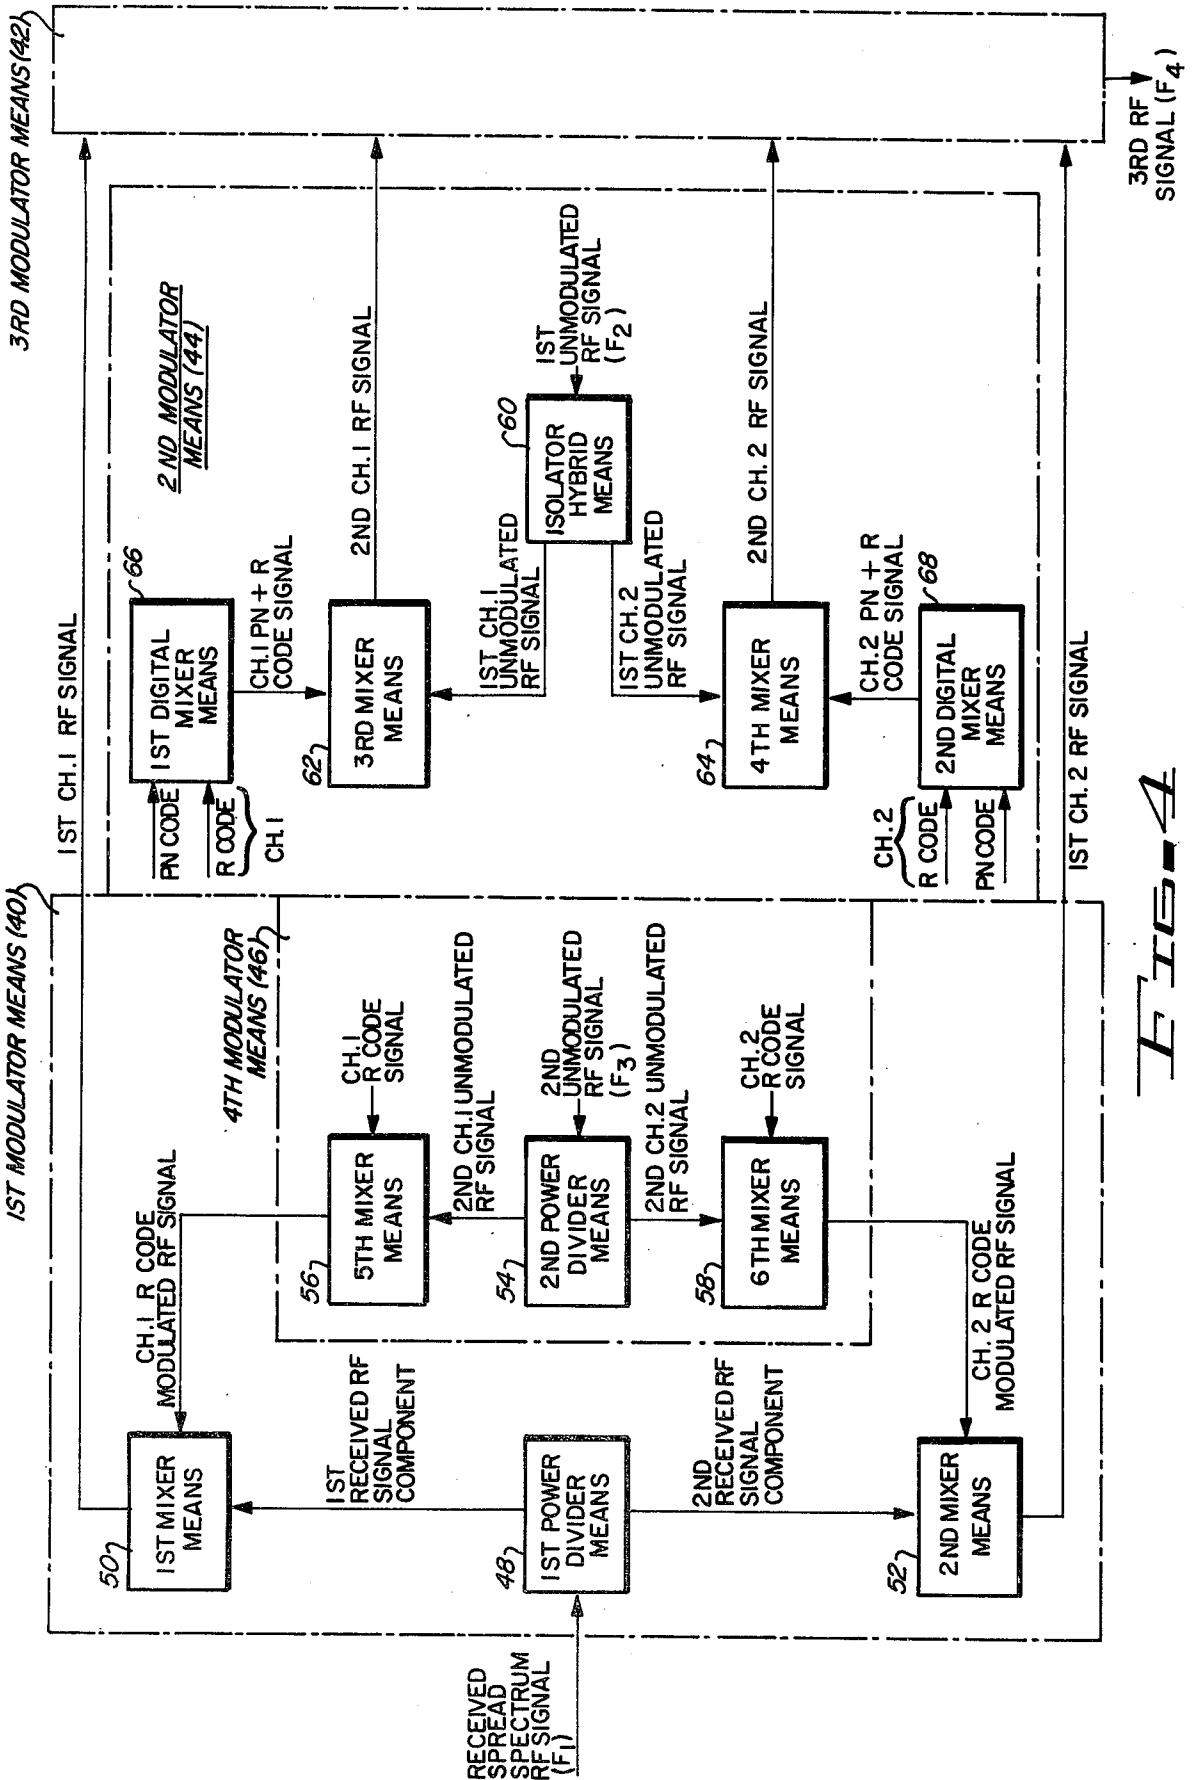 1ST MODULATOR MEANS (40)
3RD MODULATOR MEANS (42)
1ST CH.1 RF SIGNAL
4TH MODULATOR
MEANS (46)
2ND MODULATOR
MEANS (44)
50
1ST MIXER
MEANS
CH.1 R CODE
MODULATED RF SIGNAL
PN CODE
R CODE
CH.1
1ST DIGITAL
MIXER
MEANS
66
CH.1 PN + R
CODE SIGNAL
1ST
RECEIVED RF
SIGNAL
COMPONENT
56
5TH MIXER
MEANS
CH.1
R CODE
SIGNAL
62
3RD MIXER
MEANS
2ND CH.1 RF SIGNAL
2ND CH.1 UNMODULATED
RF SIGNAL
1ST CH.1
UNMODULATED
RF SIGNAL
RECEIVED
SPREAD
SPECTRUM
RF SIGNAL
(F1)
48
1ST POWER
DIVIDER
MEANS
54
2ND POWER
DIVIDER
MEANS
2ND
UNMODULATED
RF SIGNAL
(F3)
60
ISOLATOR
HYBRID
MEANS
1ST
UNMODULATED
RF SIGNAL
(F2)
2ND CH.2 UNMODULATED
RF SIGNAL
1ST CH.2
UNMODULATED
RF SIGNAL
2ND
RECEIVED RF
SIGNAL
COMPONENT
58
6TH MIXER
MEANS
CH.2
R CODE
SIGNAL
64
4TH MIXER
MEANS
2ND CH.2 RF SIGNAL
52
2ND MIXER
MEANS
CH.2 R CODE
MODULATED RF SIGNAL
CH.2
R CODE
PN CODE
2ND DIGITAL
MIXER
MEANS
68
CH.2 PN + R
CODE SIGNAL
1ST CH.2 RF SIGNAL
3RD RF
SIGNAL (F4)
FIG-4